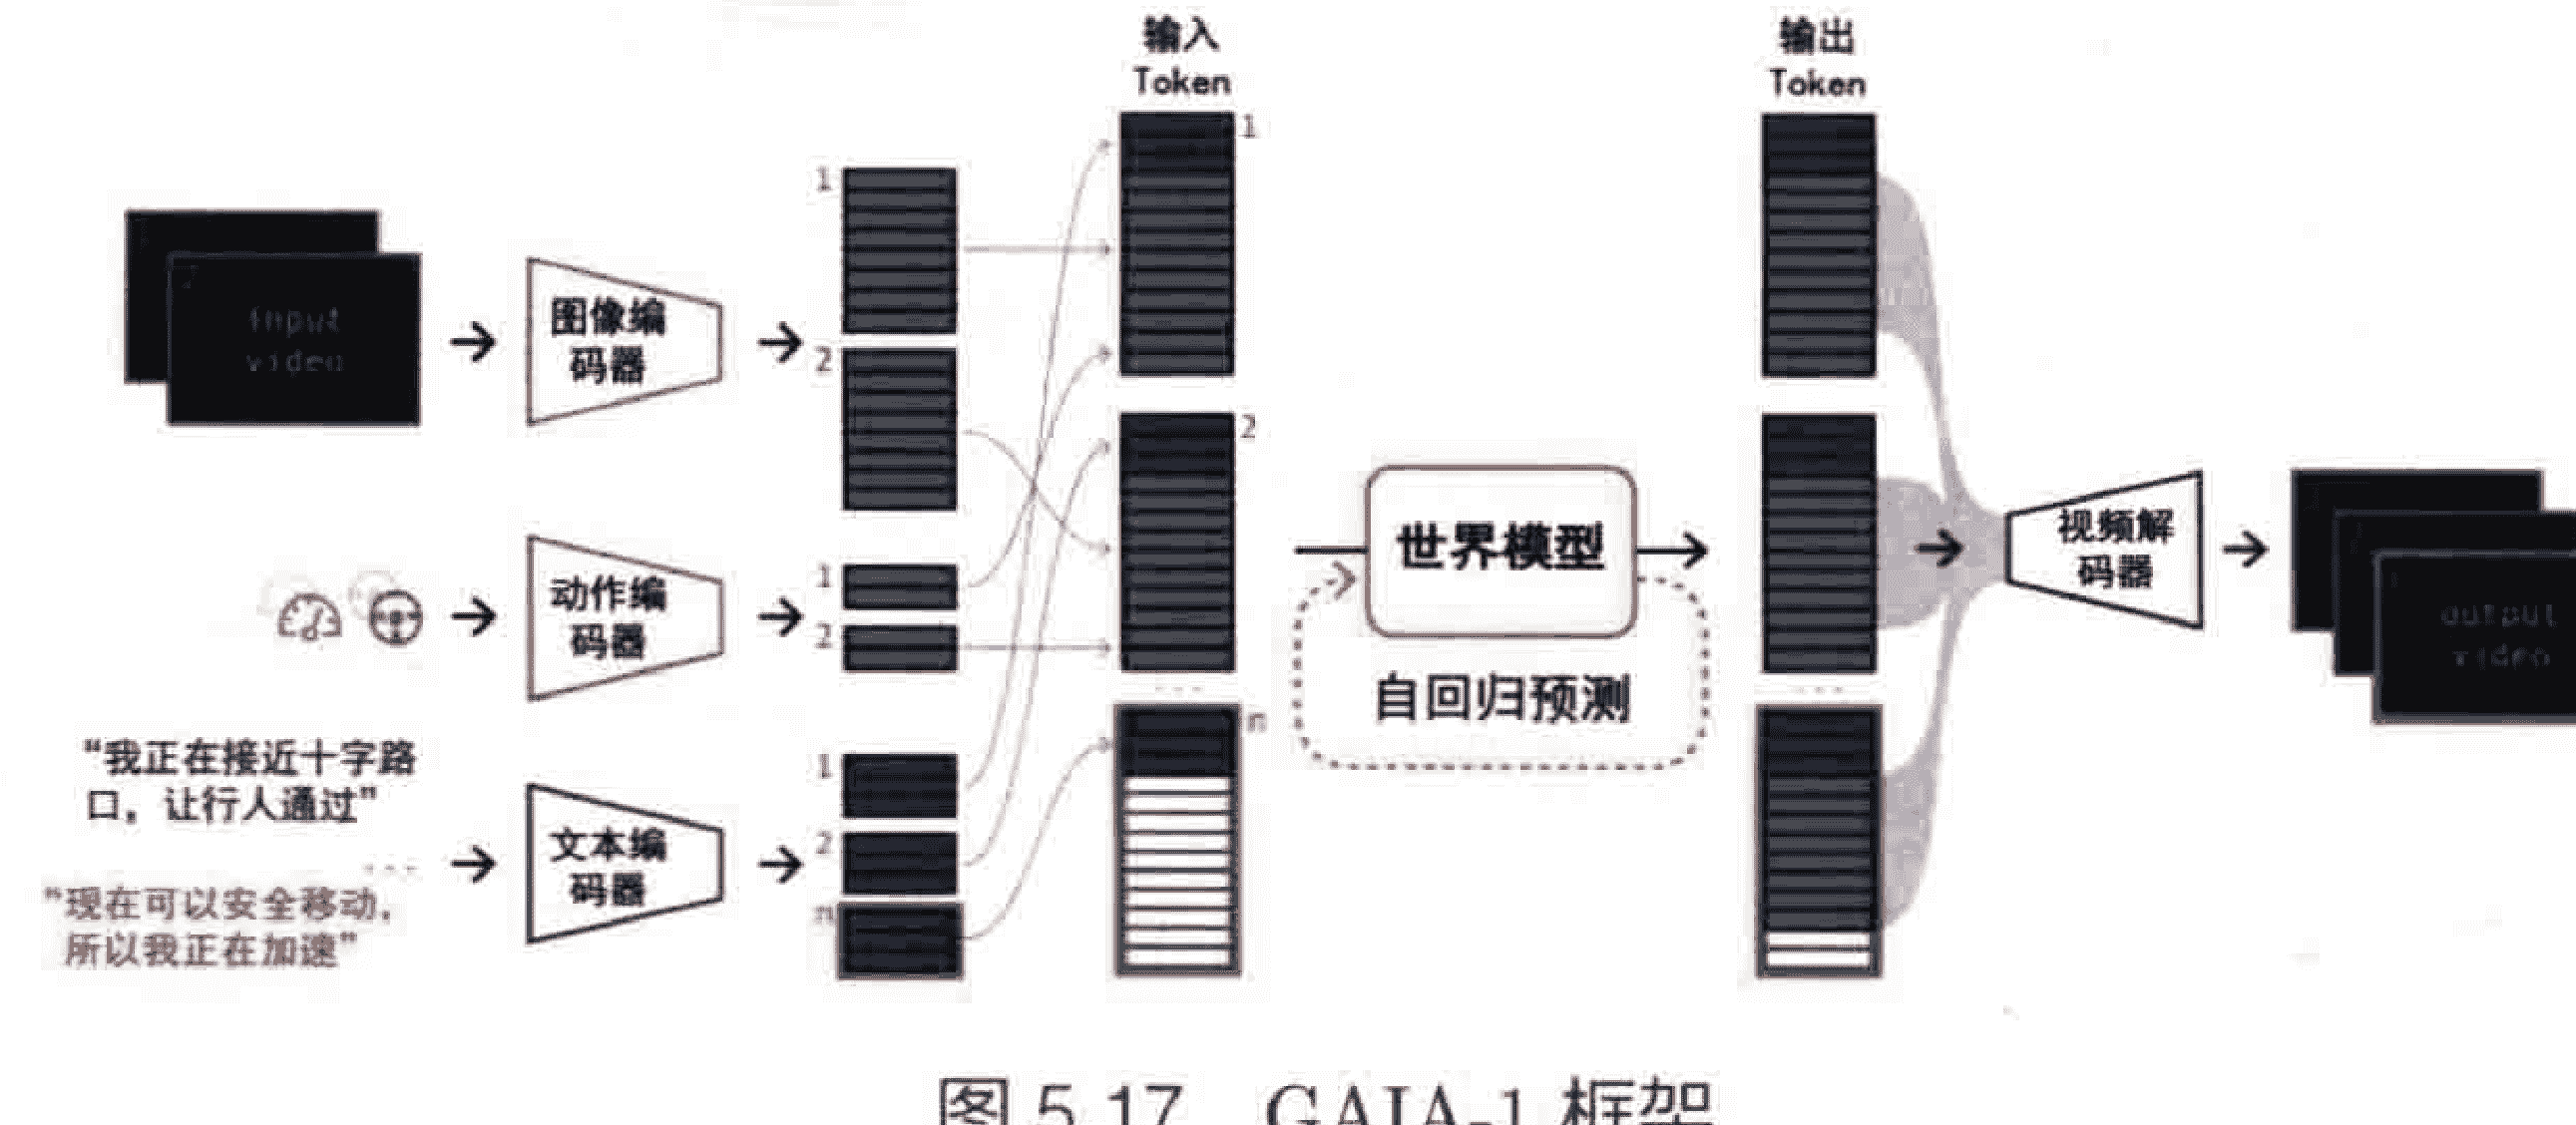 输入
Token
输出
Token
1
1
2
input
video
图像编
码器
2
1
动作编
码器
2
世界模型
自回归预测
视频解
码器
output
video
“我正在接近十字路
口，让行人通过”
...
“现在可以安全移动，
所以我正在加速”
文本编
码器
1
2
n
...
n
...
图 5.17 GAIA-1 框架